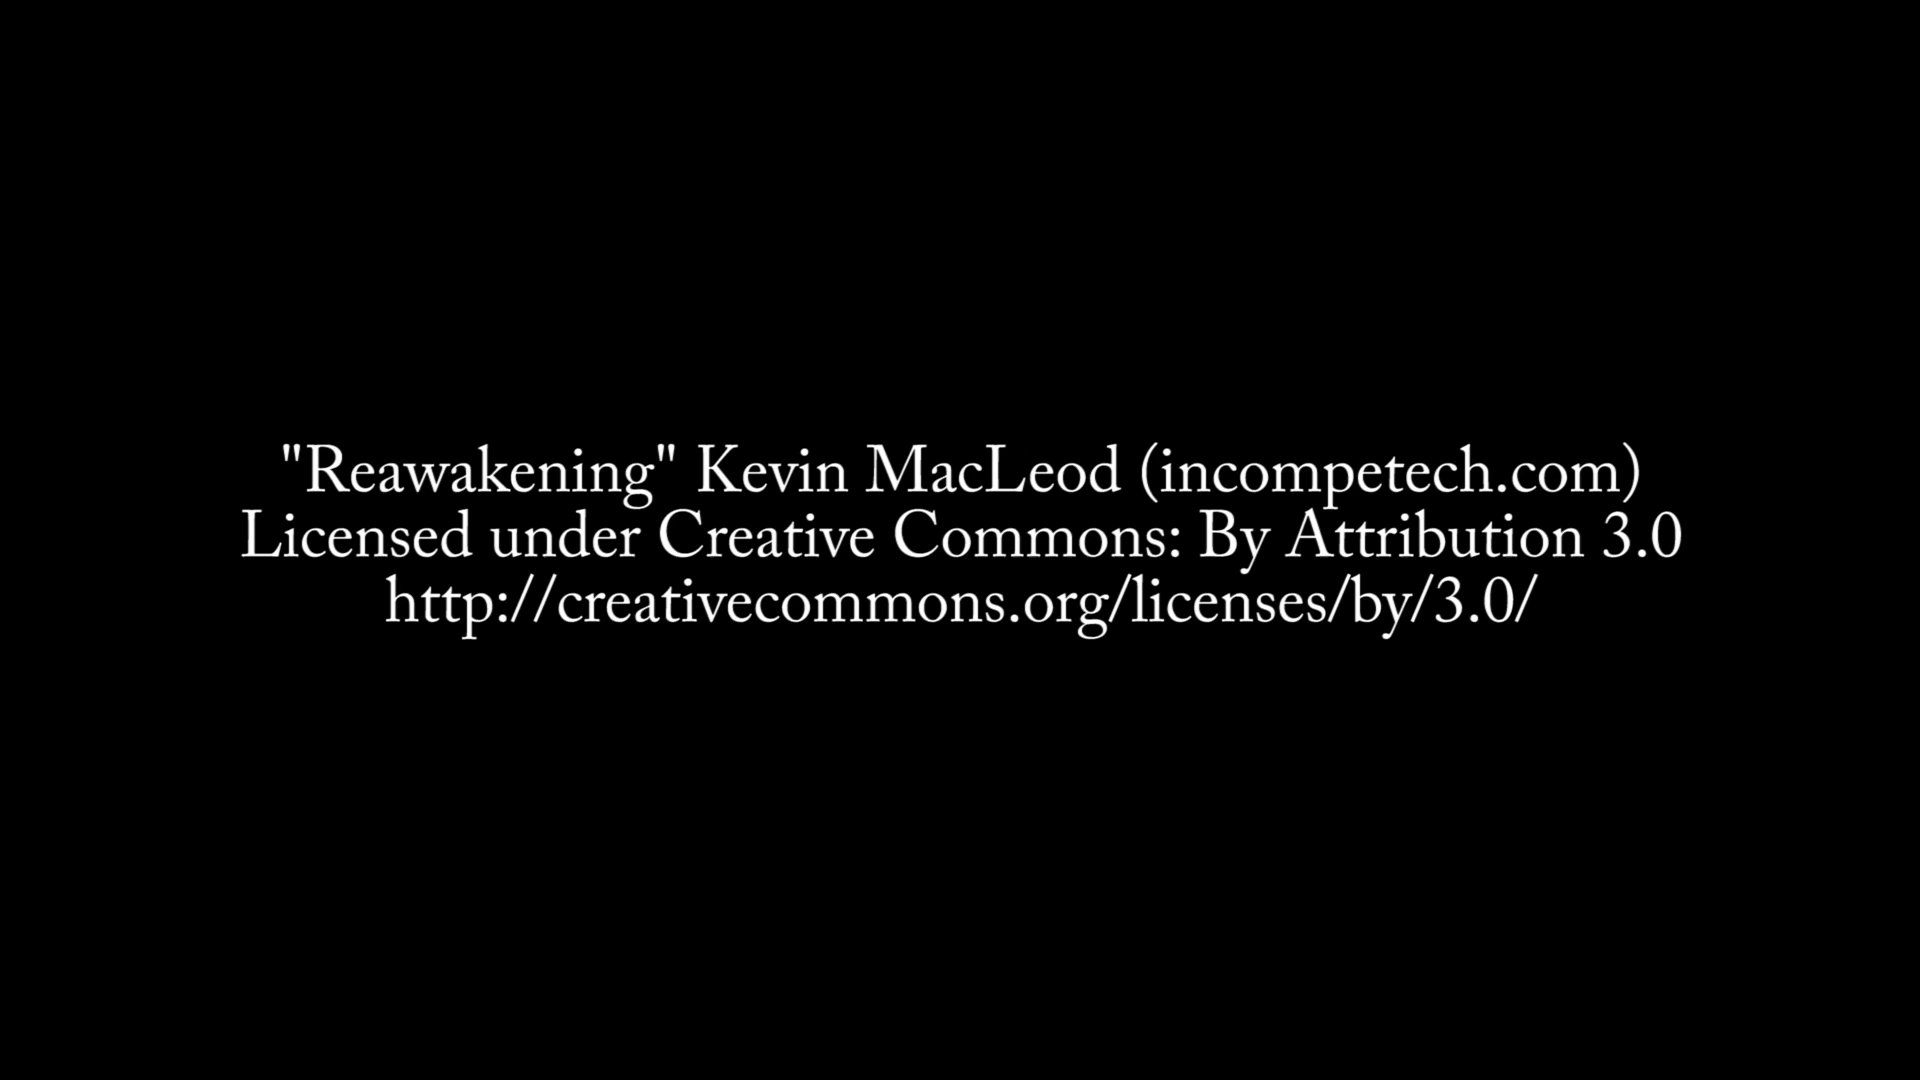 "Reawakening" Kevin MacLeod (incompetech.com)
Licensed under Creative Commons: By Attribution 3.0
http://creativecommons.org/licenses/by/3.0/